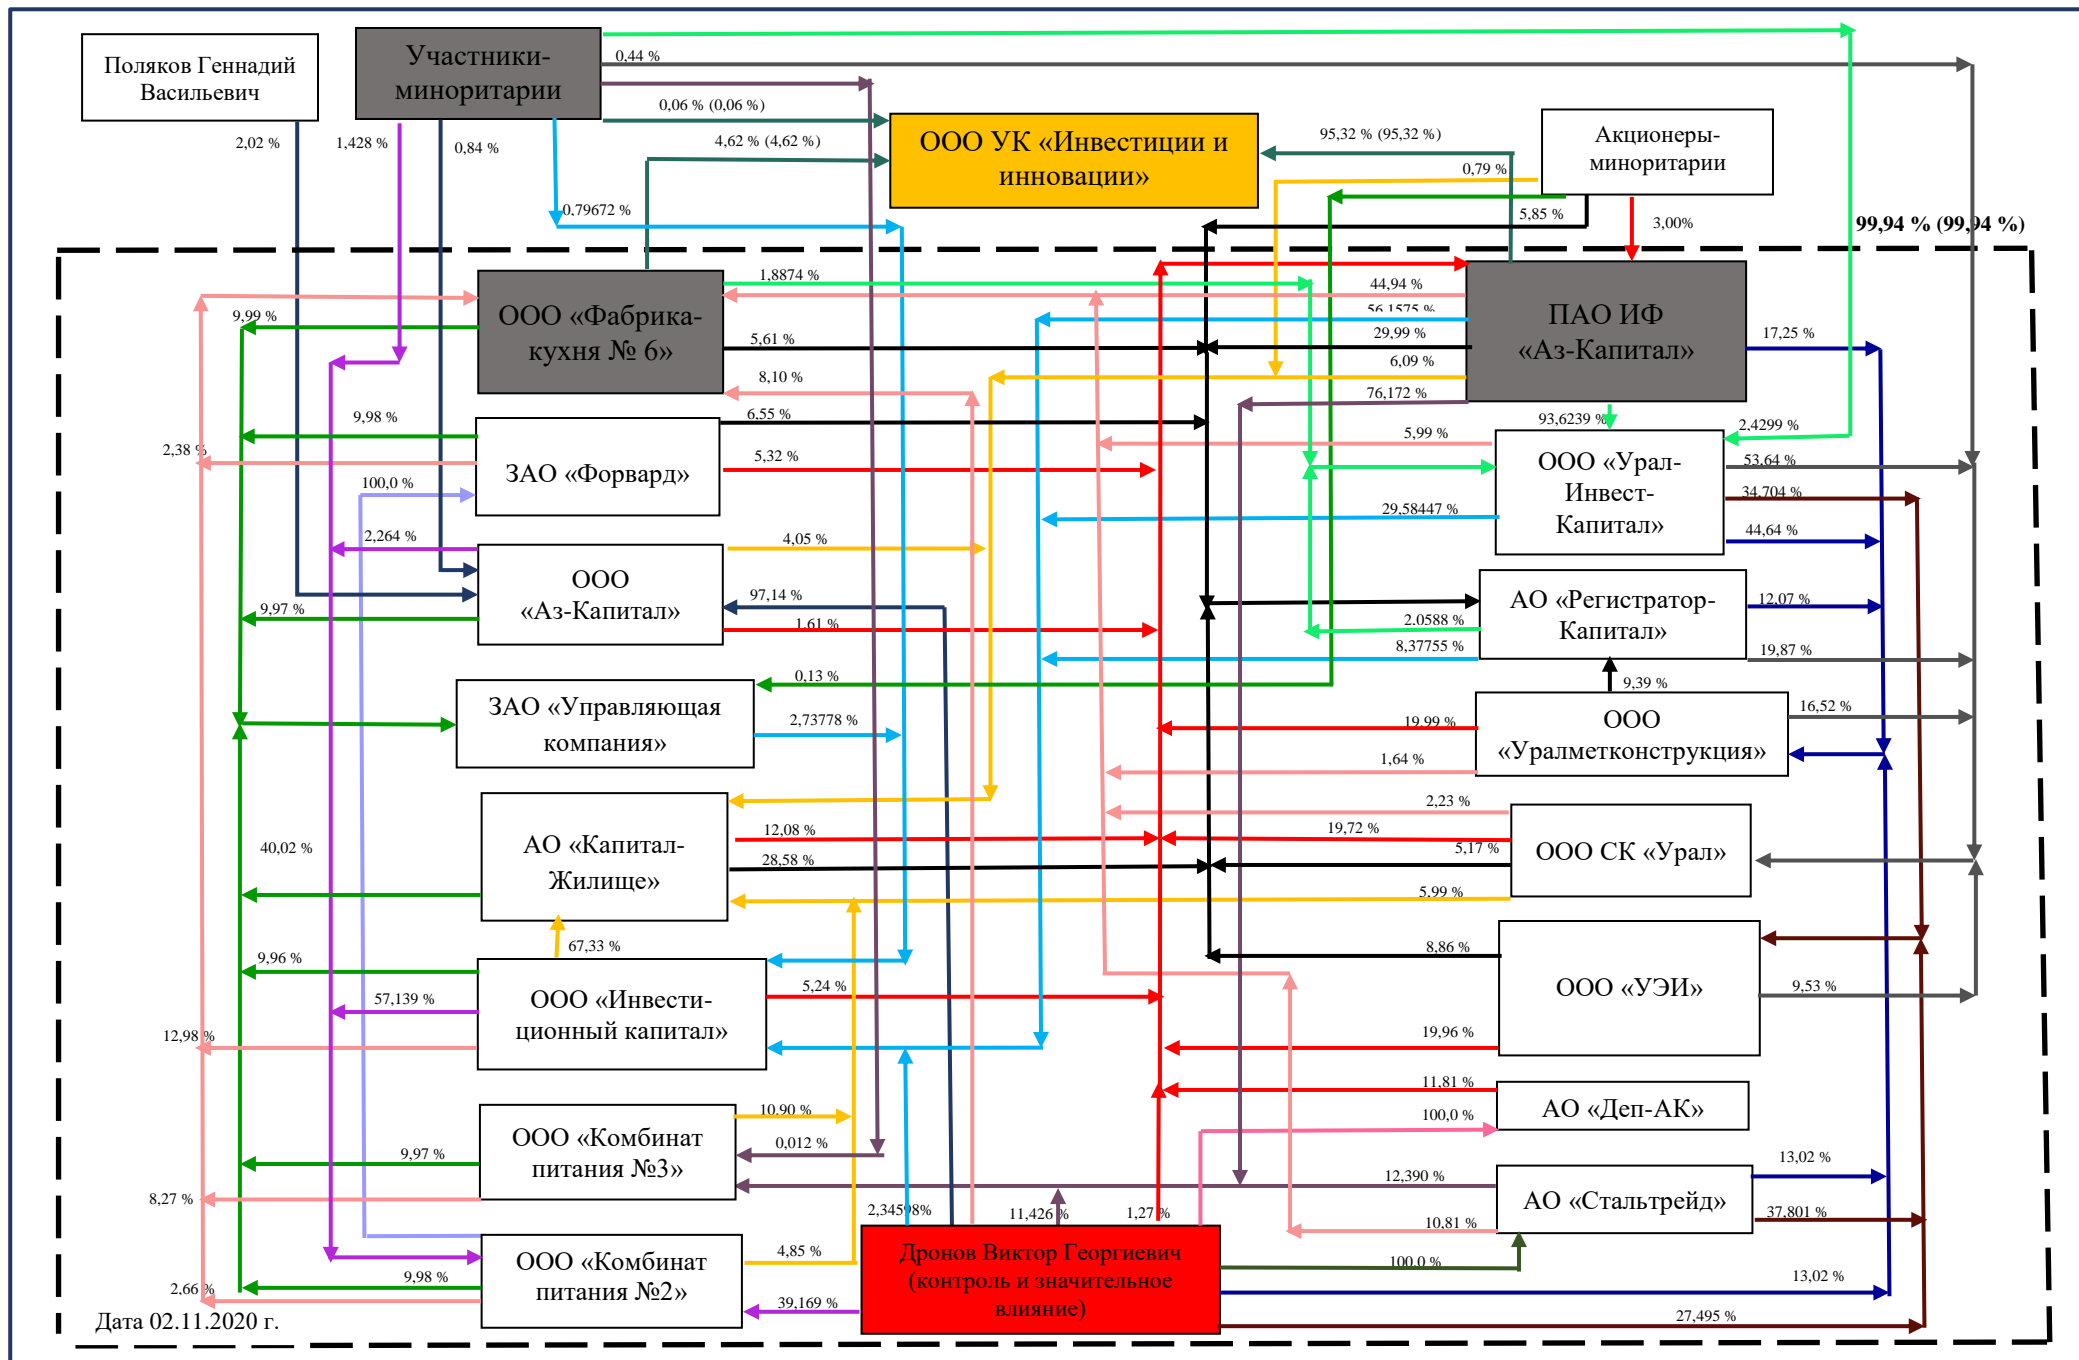 Поляков Геннадий
Васильевич
Участники-
миноритарии
0,44 %
0,06 % (0,06 %)
2,02 %
1,428 %
0,84 %
4,62 % (4,62 %)
ООО УК «Инвестиции и
инновации»
95,32 % (95,32 %)
0,79 %
Акционеры-
миноритарии
0,79672 %
5,85 %
3,00%
99,94 % (99,94 %)
ООО «Фабрика-
кухня № 6»
1,8874 %
9,99 %
5,61 %
8,10 %
44,94 %
56,1575 %
29,99 %
6,09 %
76,172 %
ПАО ИФ
«Аз-Капитал»
17,25 %
9,98 %
2,38 %
ЗАО «Форвард»
6,55 %
5,32 %
100,0 %
93,6239 %
2,4299 %
5,99 %
29,58447 %
ООО «Урал-
Инвест-
Капитал»
53,64 %
34,704 %
44,64 %
2,264 %
9,97 %
ООО
«Аз-Капитал»
4,05 %
97,14 %
1,61 %
АО «Регистратор-
Капитал»
2,0588 %
8,37755 %
12,07 %
19,87 %
0,13 %
ЗАО «Управляющая
компания»
2,73778 %
9,39 %
19,99 %
1,64 %
ООО
«Уралметконструкция»
16,52 %
40,02 %
АО «Капитал-
Жилище»
12,08 %
28,58 %
2,23 %
19,72 %
5,17 %
5,99 %
ООО СК «Урал»
67,33 %
9,96 %
57,139 %
12,98 %
ООО «Инвести-
ционный капитал»
5,24 %
8,86 %
19,96 %
ООО «УЭИ»
9,53 %
11,81 %
100,0 %
АО «Деп-АК»
ООО «Комбинат
питания №3»
10,90 %
0,012 %
9,97 %
8,27 %
12,390 %
10,81 %
АО «Стальтрейд»
13,02 %
37,801 %
2,34598%
11,426 %
1,27 %
ООО «Комбинат
питания №2»
4,85 %
9,98 %
2,66 %
39,169 %
Дронов Виктор Георгиевич
(контроль и значительное
влияние)
100,0 %
13,02 %
27,495 %
Дата 02.11.2020 г.